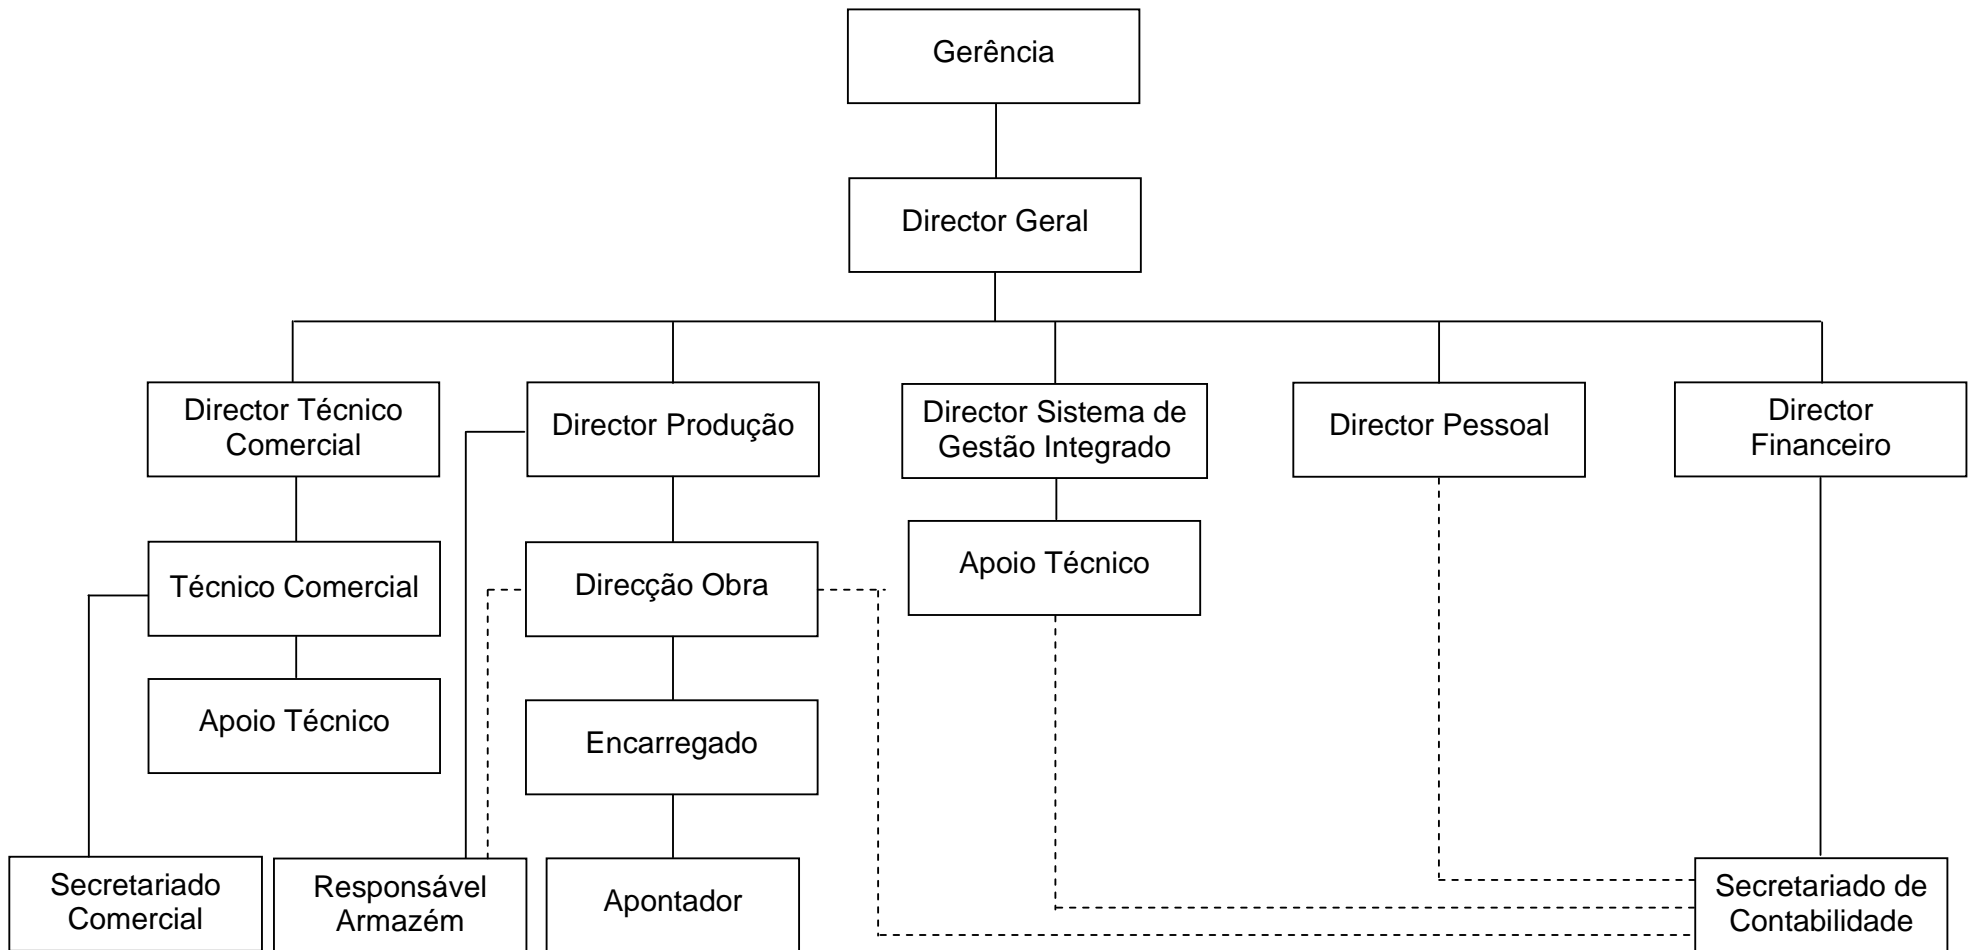 Gerência
Director Geral
Director Técnico
Comercial
Director Produção
Director Sistema de
Gestão Integrado
Director Pessoal
Director
Financeiro
Técnico Comercial
Direcção Obra
Apoio Técnico
Apoio Técnico
Encarregado
Secretariado
Comercial
Responsável
Armazém
Apontador
Secretariado de
Contabilidade